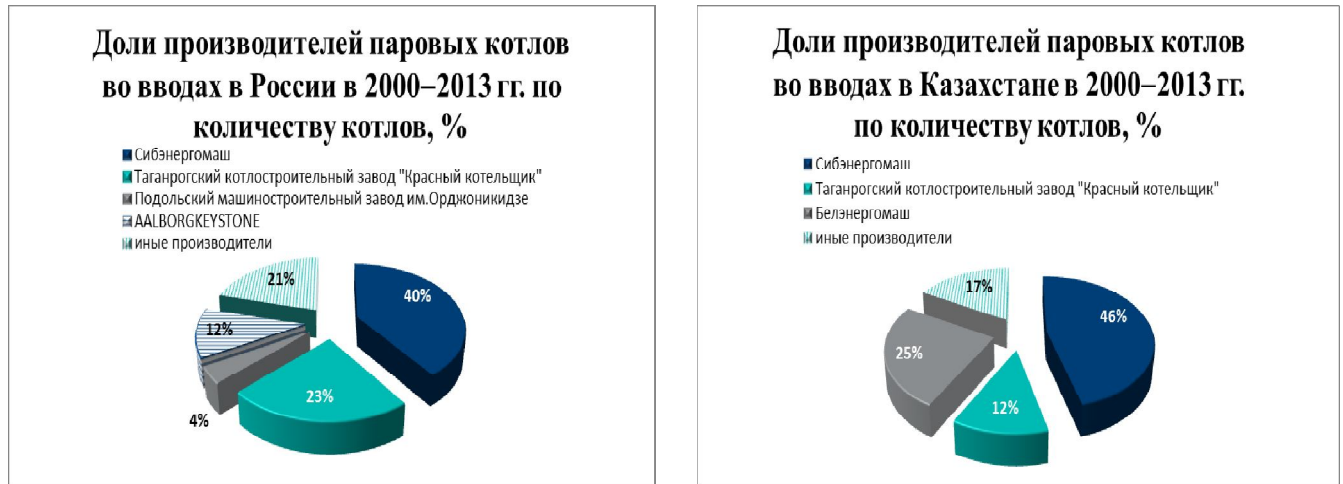 Доли производителей паровых котлов
во вводах в России в 2000–2013 гг. по
количеству котлов, %
Сибэнергомаш
Таганрогский котлостроительный завод "Красный котельщик"
Подольский машиностроительный завод им.Орджоникидзе
AALBORGKEYSTONE
иные производители
21%
40%
12%
23%
4%
Доли производителей паровых котлов
во вводах в Казахстане в 2000–2013 гг.
по количеству котлов, %
Сибэнергомаш
Таганрогский котлостроительный завод "Красный котельщик"
Белэнергомаш
иные производители
17%
46%
25%
12%